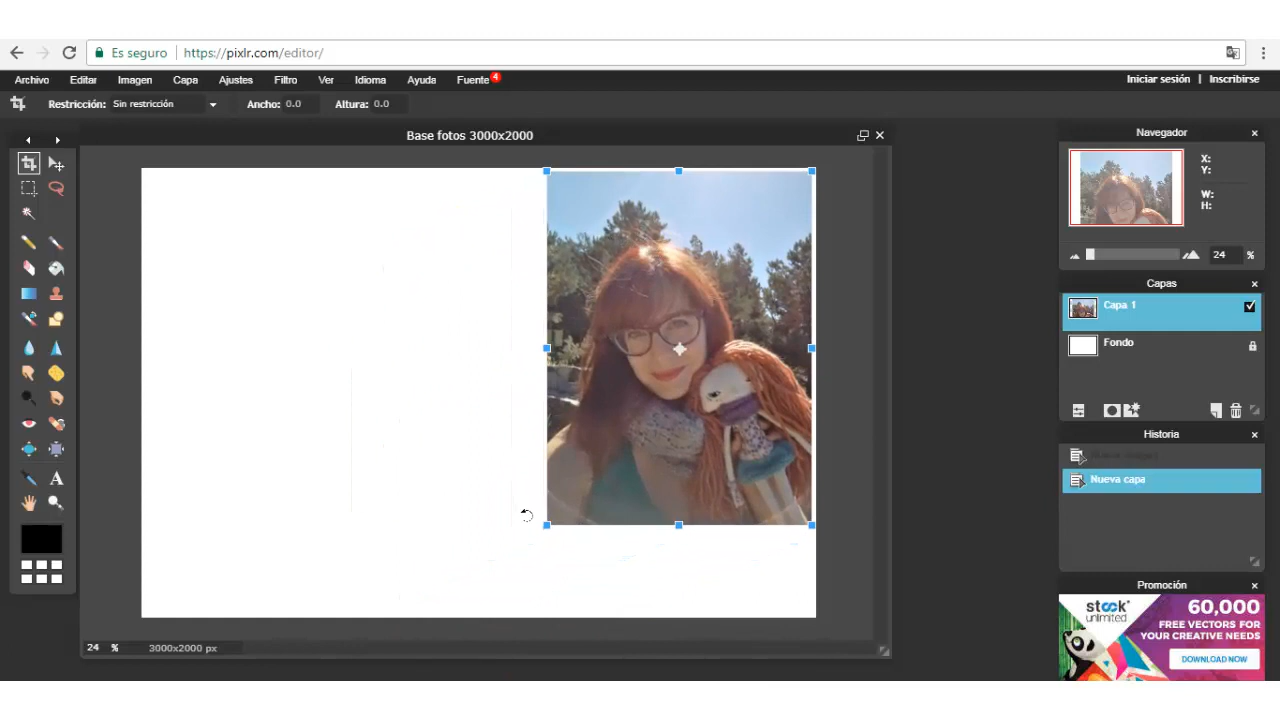 Es seguro https://pixlr.com/editor/
Archivo Editar Imagen Capa Ajustes Filtro Ver Idioma Ayuda Fuente 4 Iniciar sesión | Inscribirse
Restricción: Sin restricción Ancho: 0.0 Altura: 0.0
Base fotos 3000x2000
Navegador
X:
Y:
W:
H:
24 %
Capas
Capa 1
Fondo
Historia
Nueva capa
Promoción
stock unlimited
60,000
FREE VECTORS FOR
YOUR CREATIVE NEEDS
DOWNLOAD NOW
A
24 % 3000x2000 px